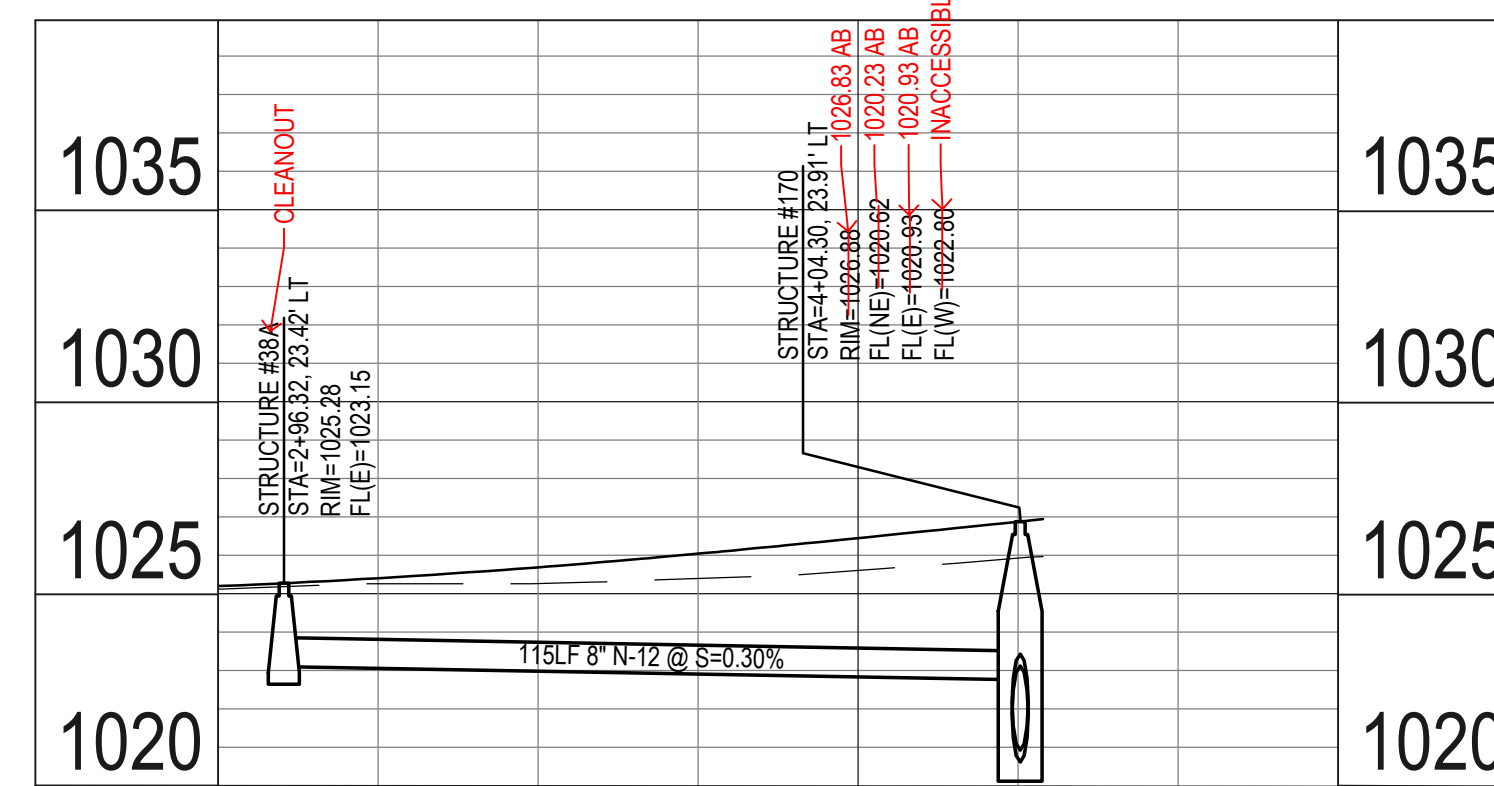 1035
1030
1025
1020
CLEANOUT
STRUCTURE #38A
STA=2+96.32, 23.42' LT
RIM=1025.28
FL(E)=1023.15
STRUCTURE #170
STA=4+04.30, 23.91' LT
RIM=1026.88
FL(NE)=1020.62
FL(E)=1020.93
FL(W)=1022.80
1026.83 AB
1020.23 AB
1020.93 AB
INACCESSIBL
115LF 8" N-12 @ S=0.30%
1035
1030
1025
1020